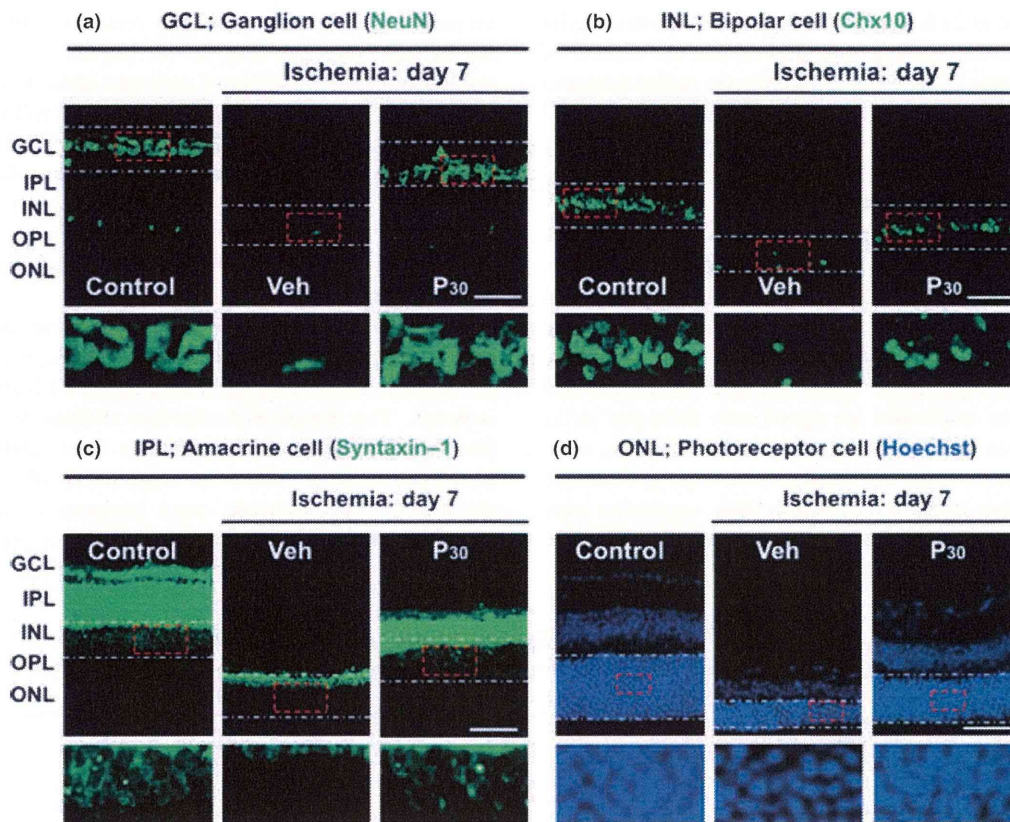 (a) GCL; Ganglion cell (NeuN)
Ischemia: day 7
GCL
IPL
INL
OPL
ONL
Control
Veh
P30
(b) INL; Bipolar cell (Chx10)
Ischemia: day 7
Control
Veh
P30
(c) IPL; Amacrine cell (Syntaxin–1)
Ischemia: day 7
GCL
IPL
INL
OPL
ONL
Control
Veh
P30
(d) ONL; Photoreceptor cell (Hoechst)
Ischemia: day 7
Control
Veh
P30